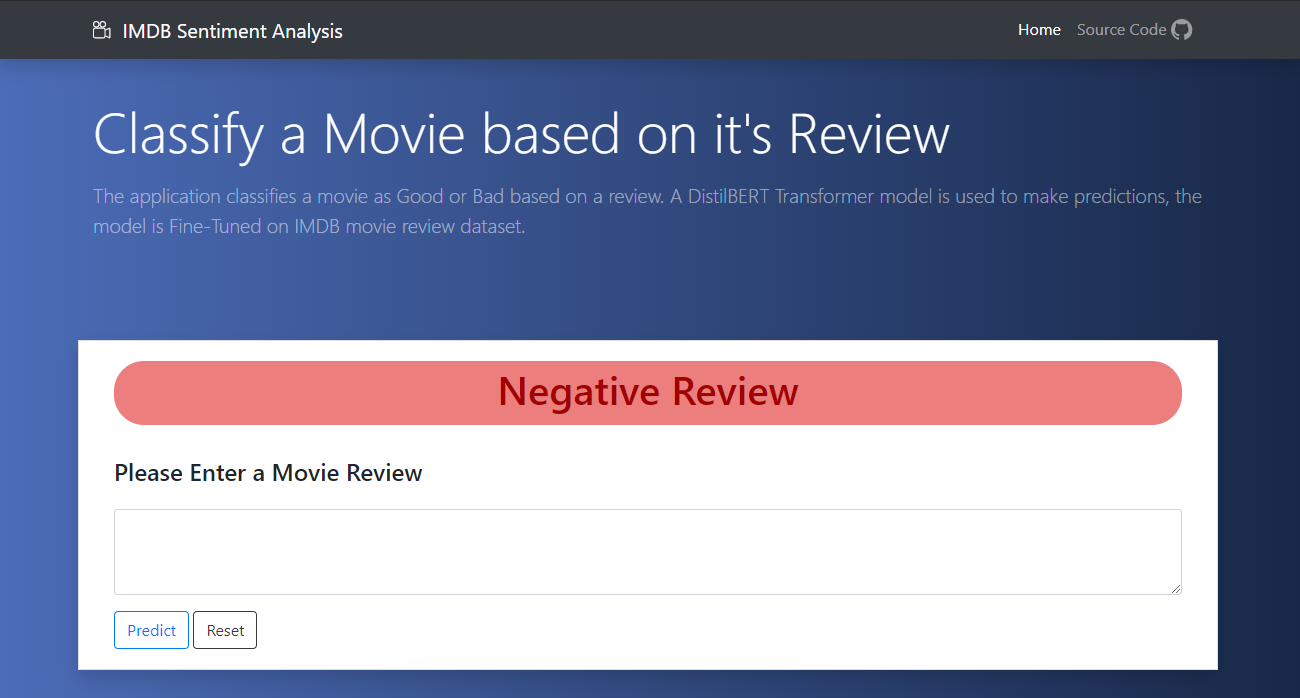 IMDB Sentiment Analysis
Home
Source Code
Classify a Movie based on it's Review
The application classifies a movie as Good or Bad based on a review. A DistilBERT Transformer model is used to make predictions, the
model is Fine-Tuned on IMDB movie review dataset.
Negative Review
Please Enter a Movie Review
Predict
Reset